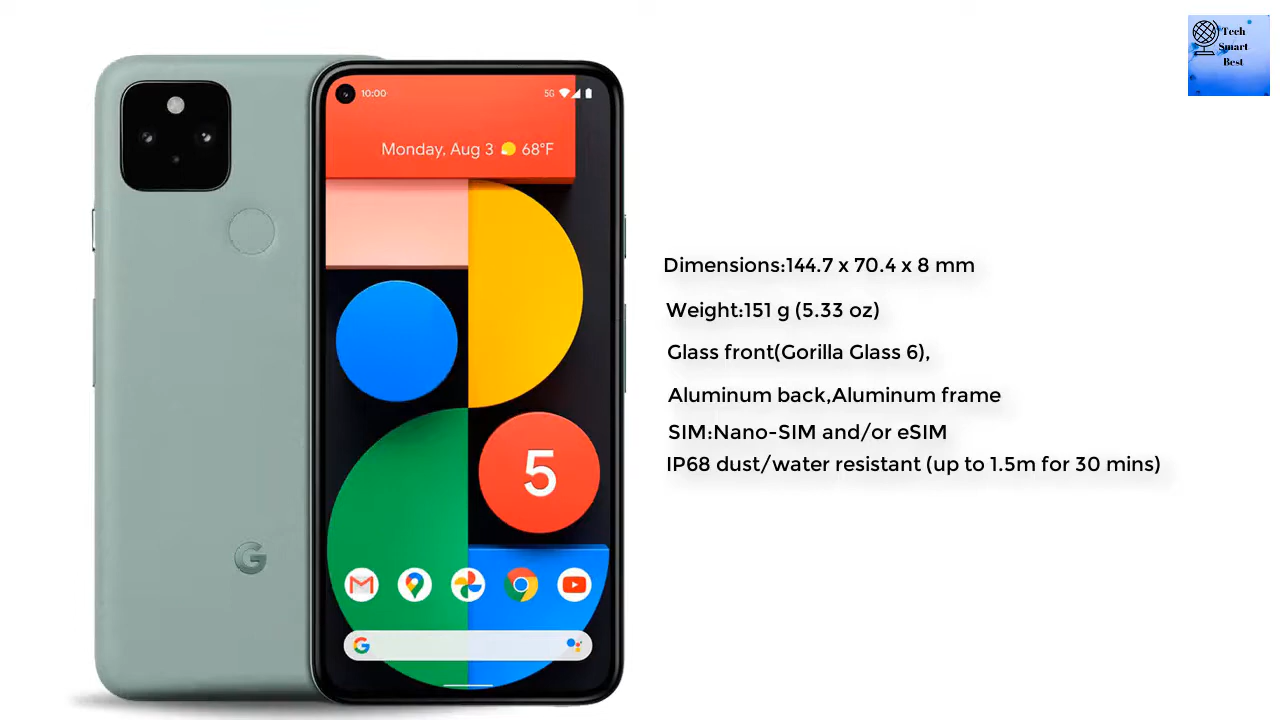 Tech
Smart
Best
10:00
5G
Monday, Aug 3 68°F
Dimensions:144.7 x 70.4 x 8 mm
Weight:151 g (5.33 oz)
Glass front(Gorilla Glass 6),
Aluminum back,Aluminum frame
SIM:Nano-SIM and/or eSIM
IP68 dust/water resistant (up to 1.5m for 30 mins)
5
G
G